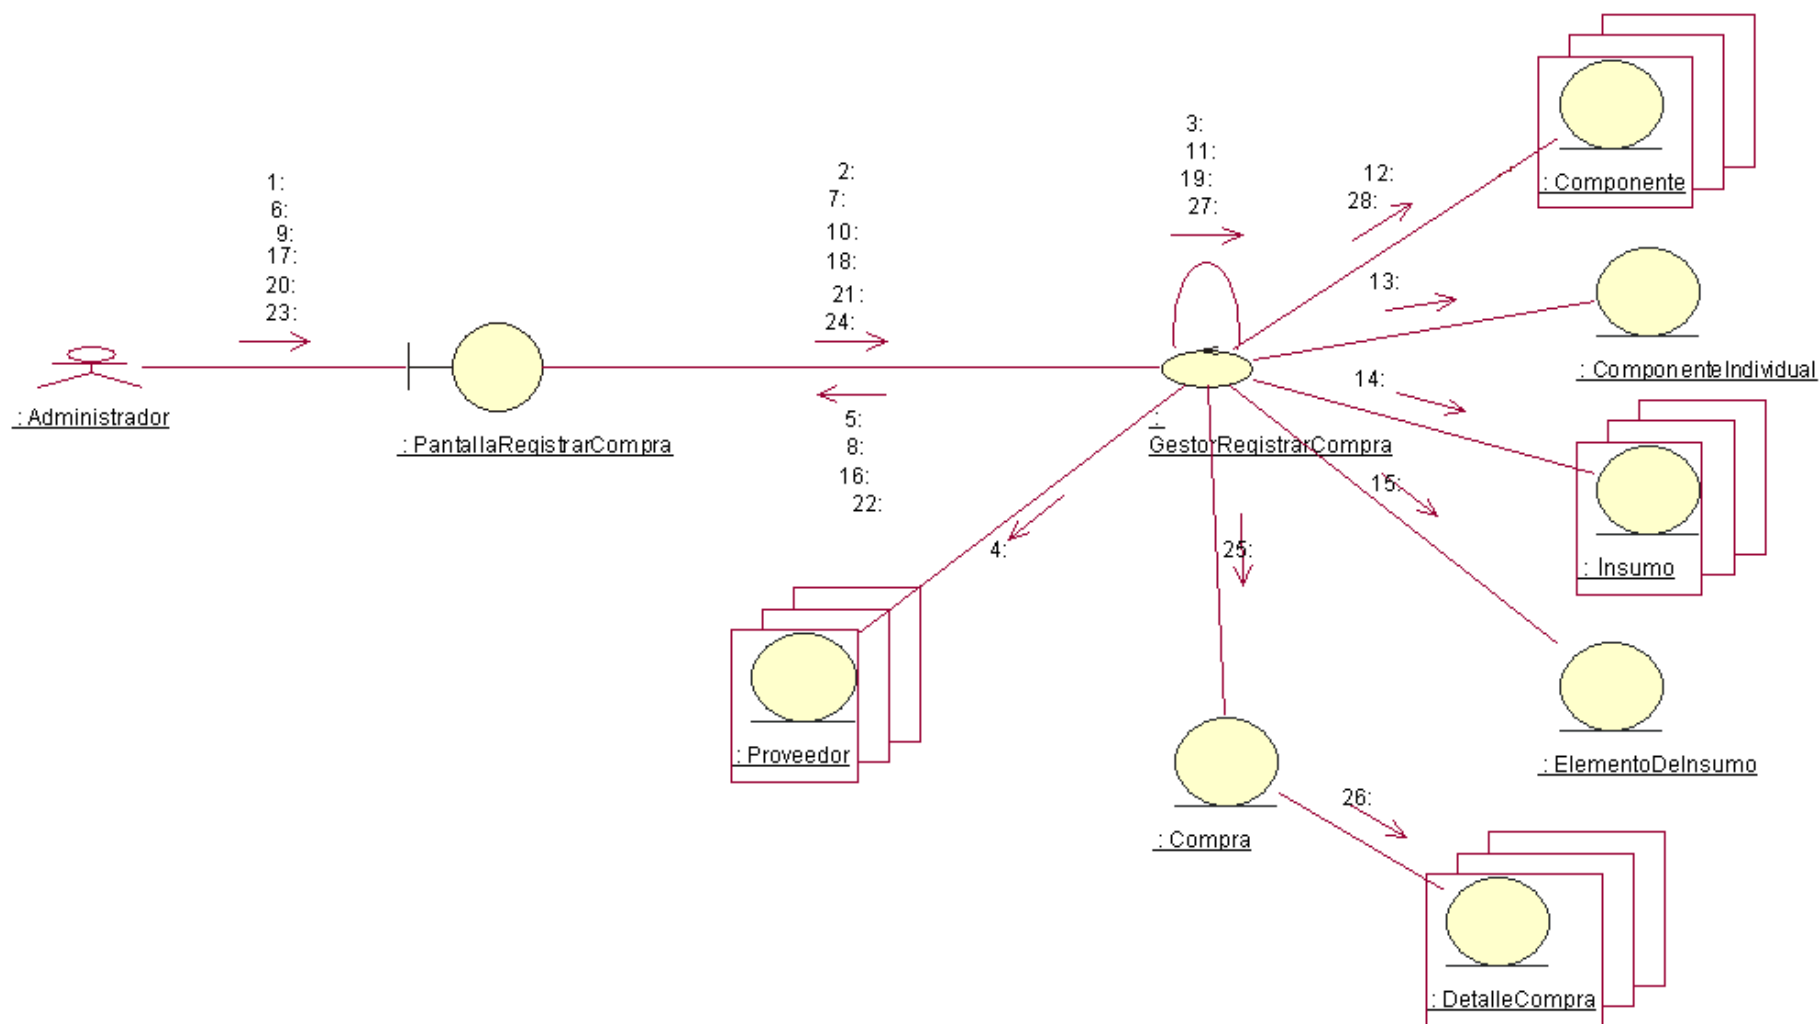 1:
6:
9:
17:
20:
23:
: Administrador
: PantallaRegistrarCompra
2:
7:
10:
18:
21:
24:
5:
8:
16:
22:
3:
11:
19:
27:
:
GestorRegistrarCompra
12:
28:
: Componente
13:
: ComponenteIndividual
14:
: Insumo
15:
: ElementoDeInsumo
4:
: Proveedor
25:
: Compra
26:
: DetalleCompra